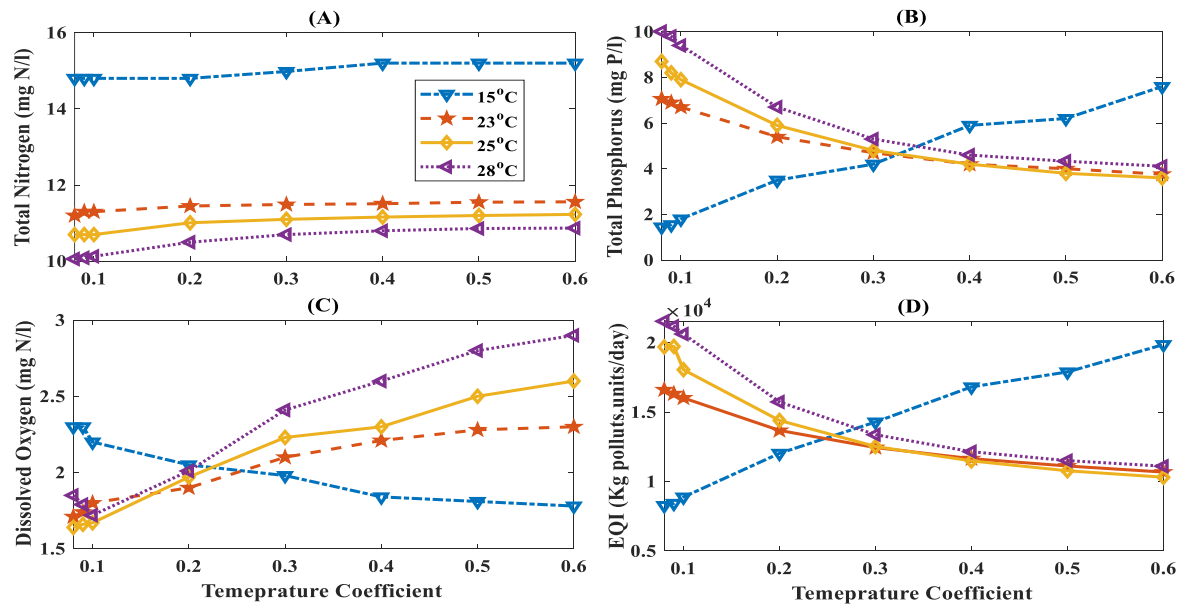 (A)
Total Nitrogen (mg N/l)
16
14
12
10
0.1 0.2 0.3 0.4 0.5 0.6
15°C
23°C
25°C
28°C
(B)
Total Phosphorus (mg P/l)
10
8
6
4
2
0
0.1 0.2 0.3 0.4 0.5 0.6
(C)
Dissolved Oxygen (mg N/l)
3
2.5
2
1.5
0.1 0.2 0.3 0.4 0.5 0.6
Temeprature Coefficient
(D)
× 10^4
EQI (Kg polluts.units/day)
2
1.5
1
0.5
0.1 0.2 0.3 0.4 0.5 0.6
Temeprature Coefficient